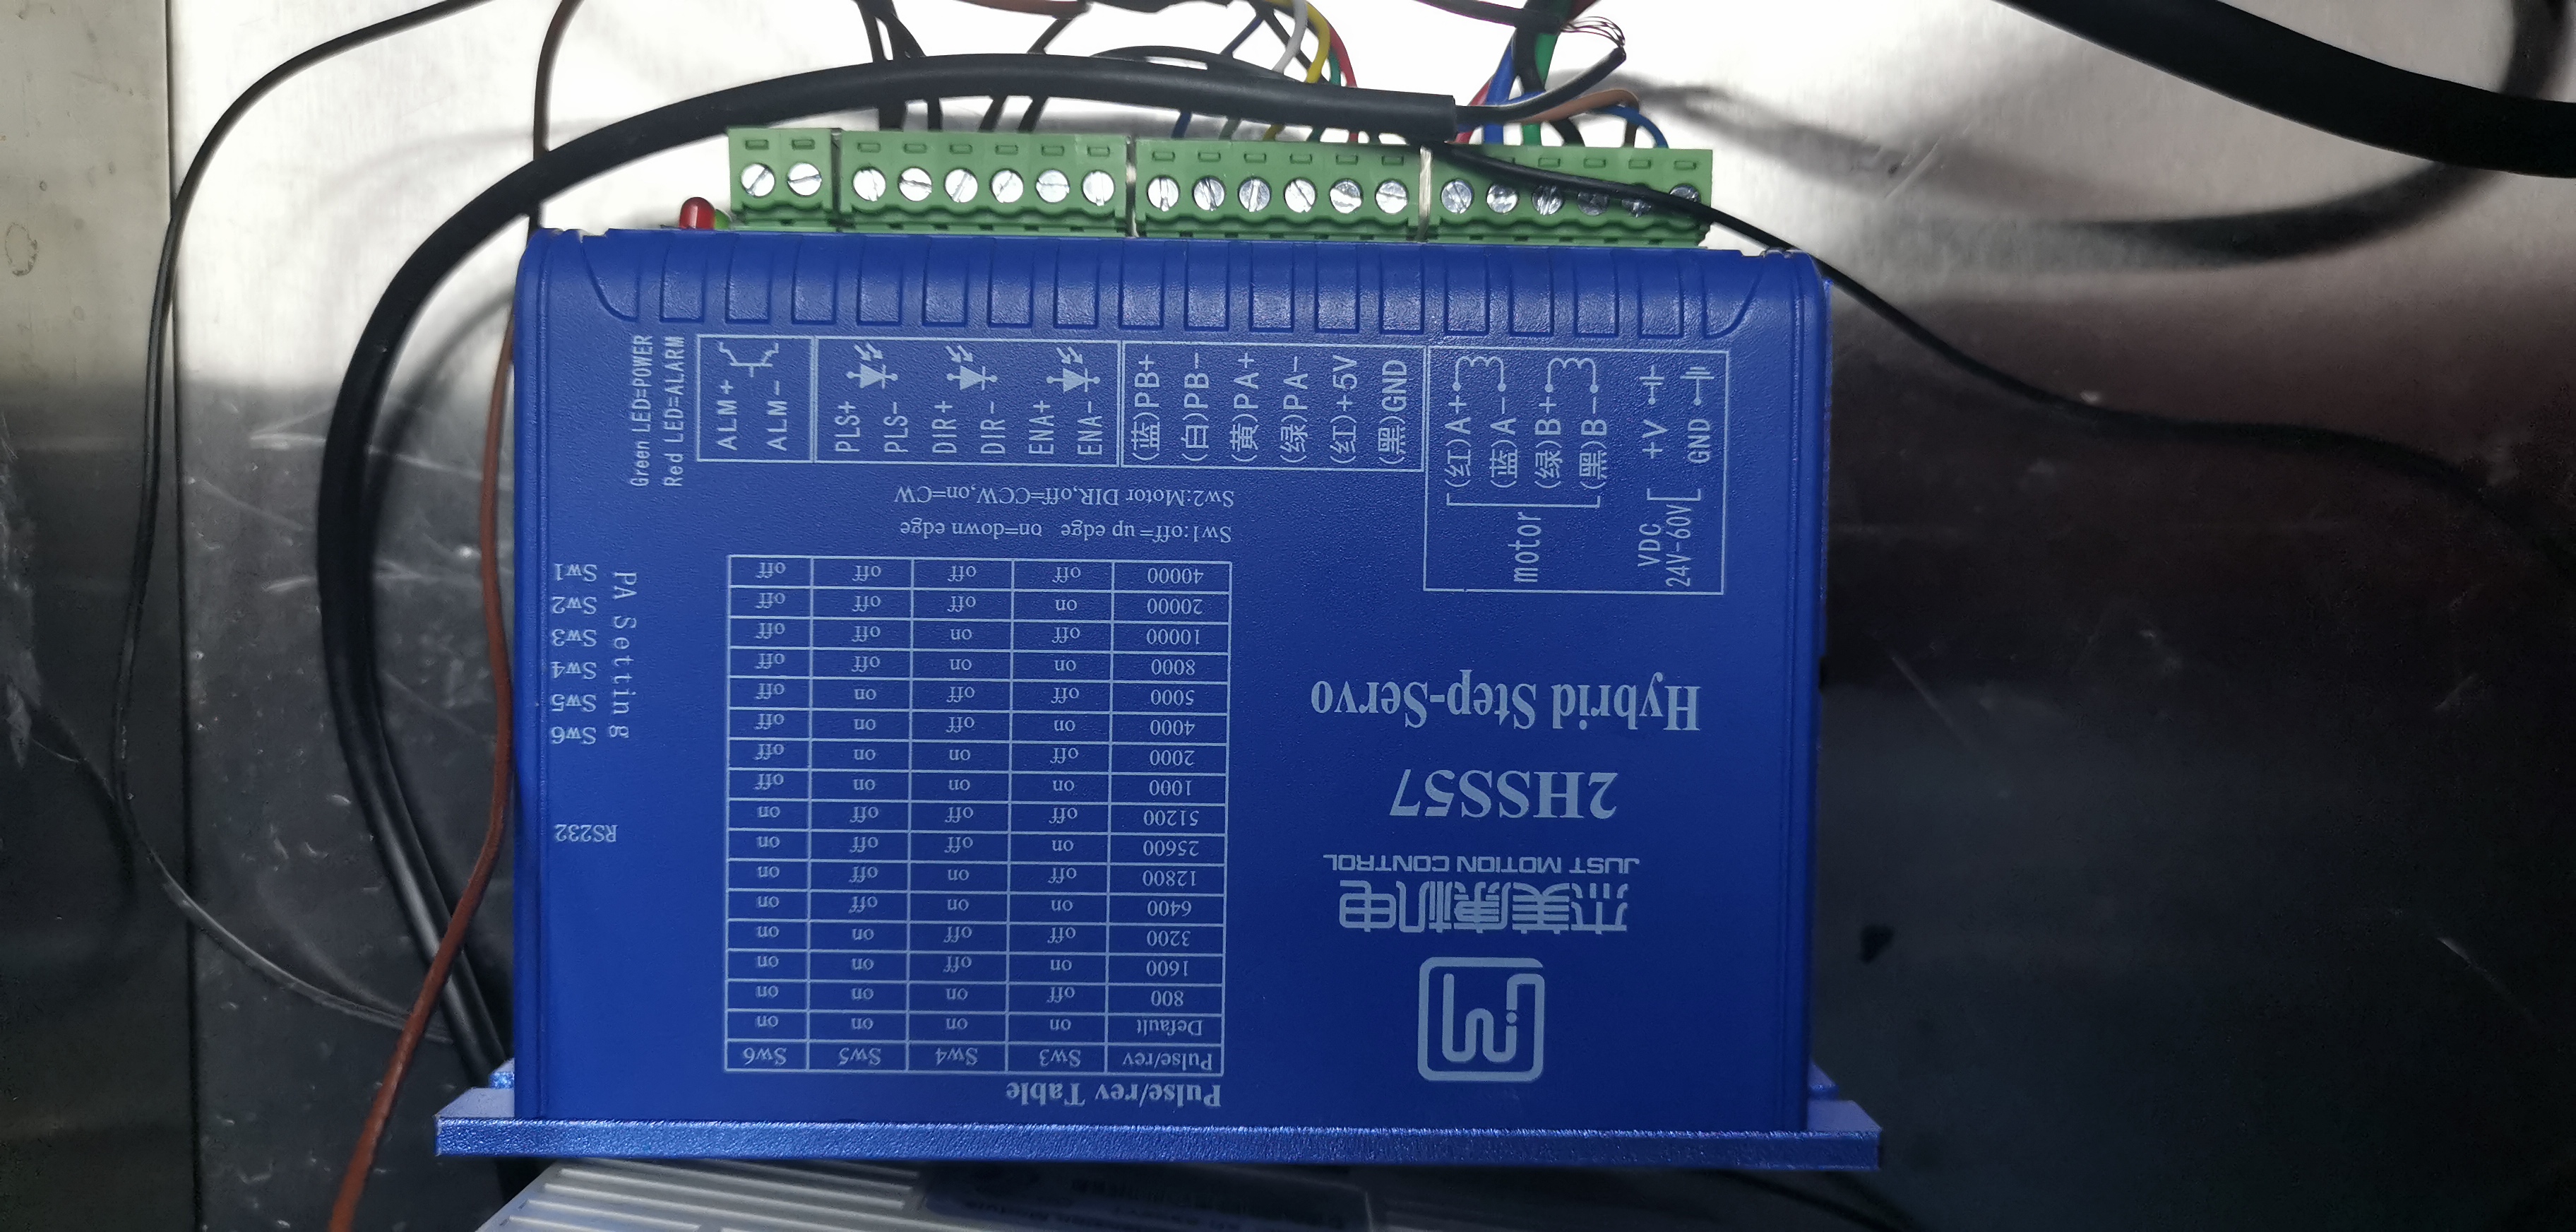 Green LED=POWER
Red LED=ALARM
ALM+
ALM-
PLS+
PLS-
DIR+
DIR-
ENA+
ENA-
(蓝)PB+
(白)PB-
(黄)PA+
(绿)PA-
(红)+5V
(黑)GND
(红)A+
(蓝)A-
(绿)B+
(黑)B-
motor
+V
GND
VDC
24V-60V
JUST MOTION CONTROL
杰美康机电
2HSS57
Hybrid Step-Servo
Pulse/rev Table
Pulse/rev Sw3 Sw4 Sw5 Sw6
Default on on on on
800 off on on on
1600 on off on on
3200 off off on on
6400 on on off on
12800 off on off on
25600 on off off on
51200 off off off on
1000 on on on off
2000 off on on off
4000 on off on off
5000 off off on off
8000 on on off off
10000 off on off off
20000 on off off off
40000 off off off off
Sw1:off=up edge on=down edge
Sw2:Motor DIR,off=CCW,on=CW
RS232
PA Setting
Sw6
Sw5
Sw4
Sw3
Sw2
Sw1